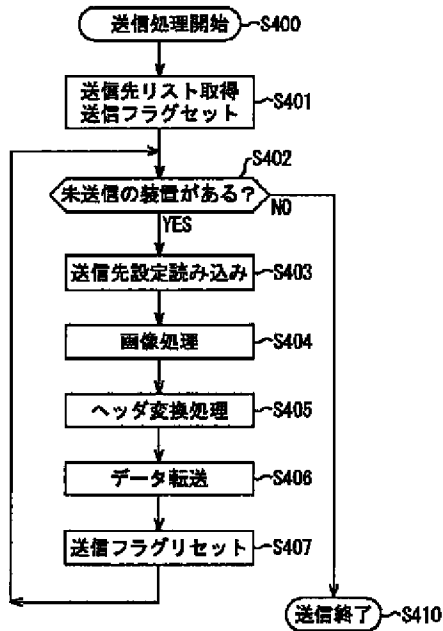 送信処理開始 S400
送信先リスト取得
送信フラグセット S401
S402
未送信の装置がある？
NO
YES
送信先設定読み込み S403
画像処理 S404
ヘッダ変換処理 S405
データ転送 S406
送信フラグリセット S407
送信終了 S410